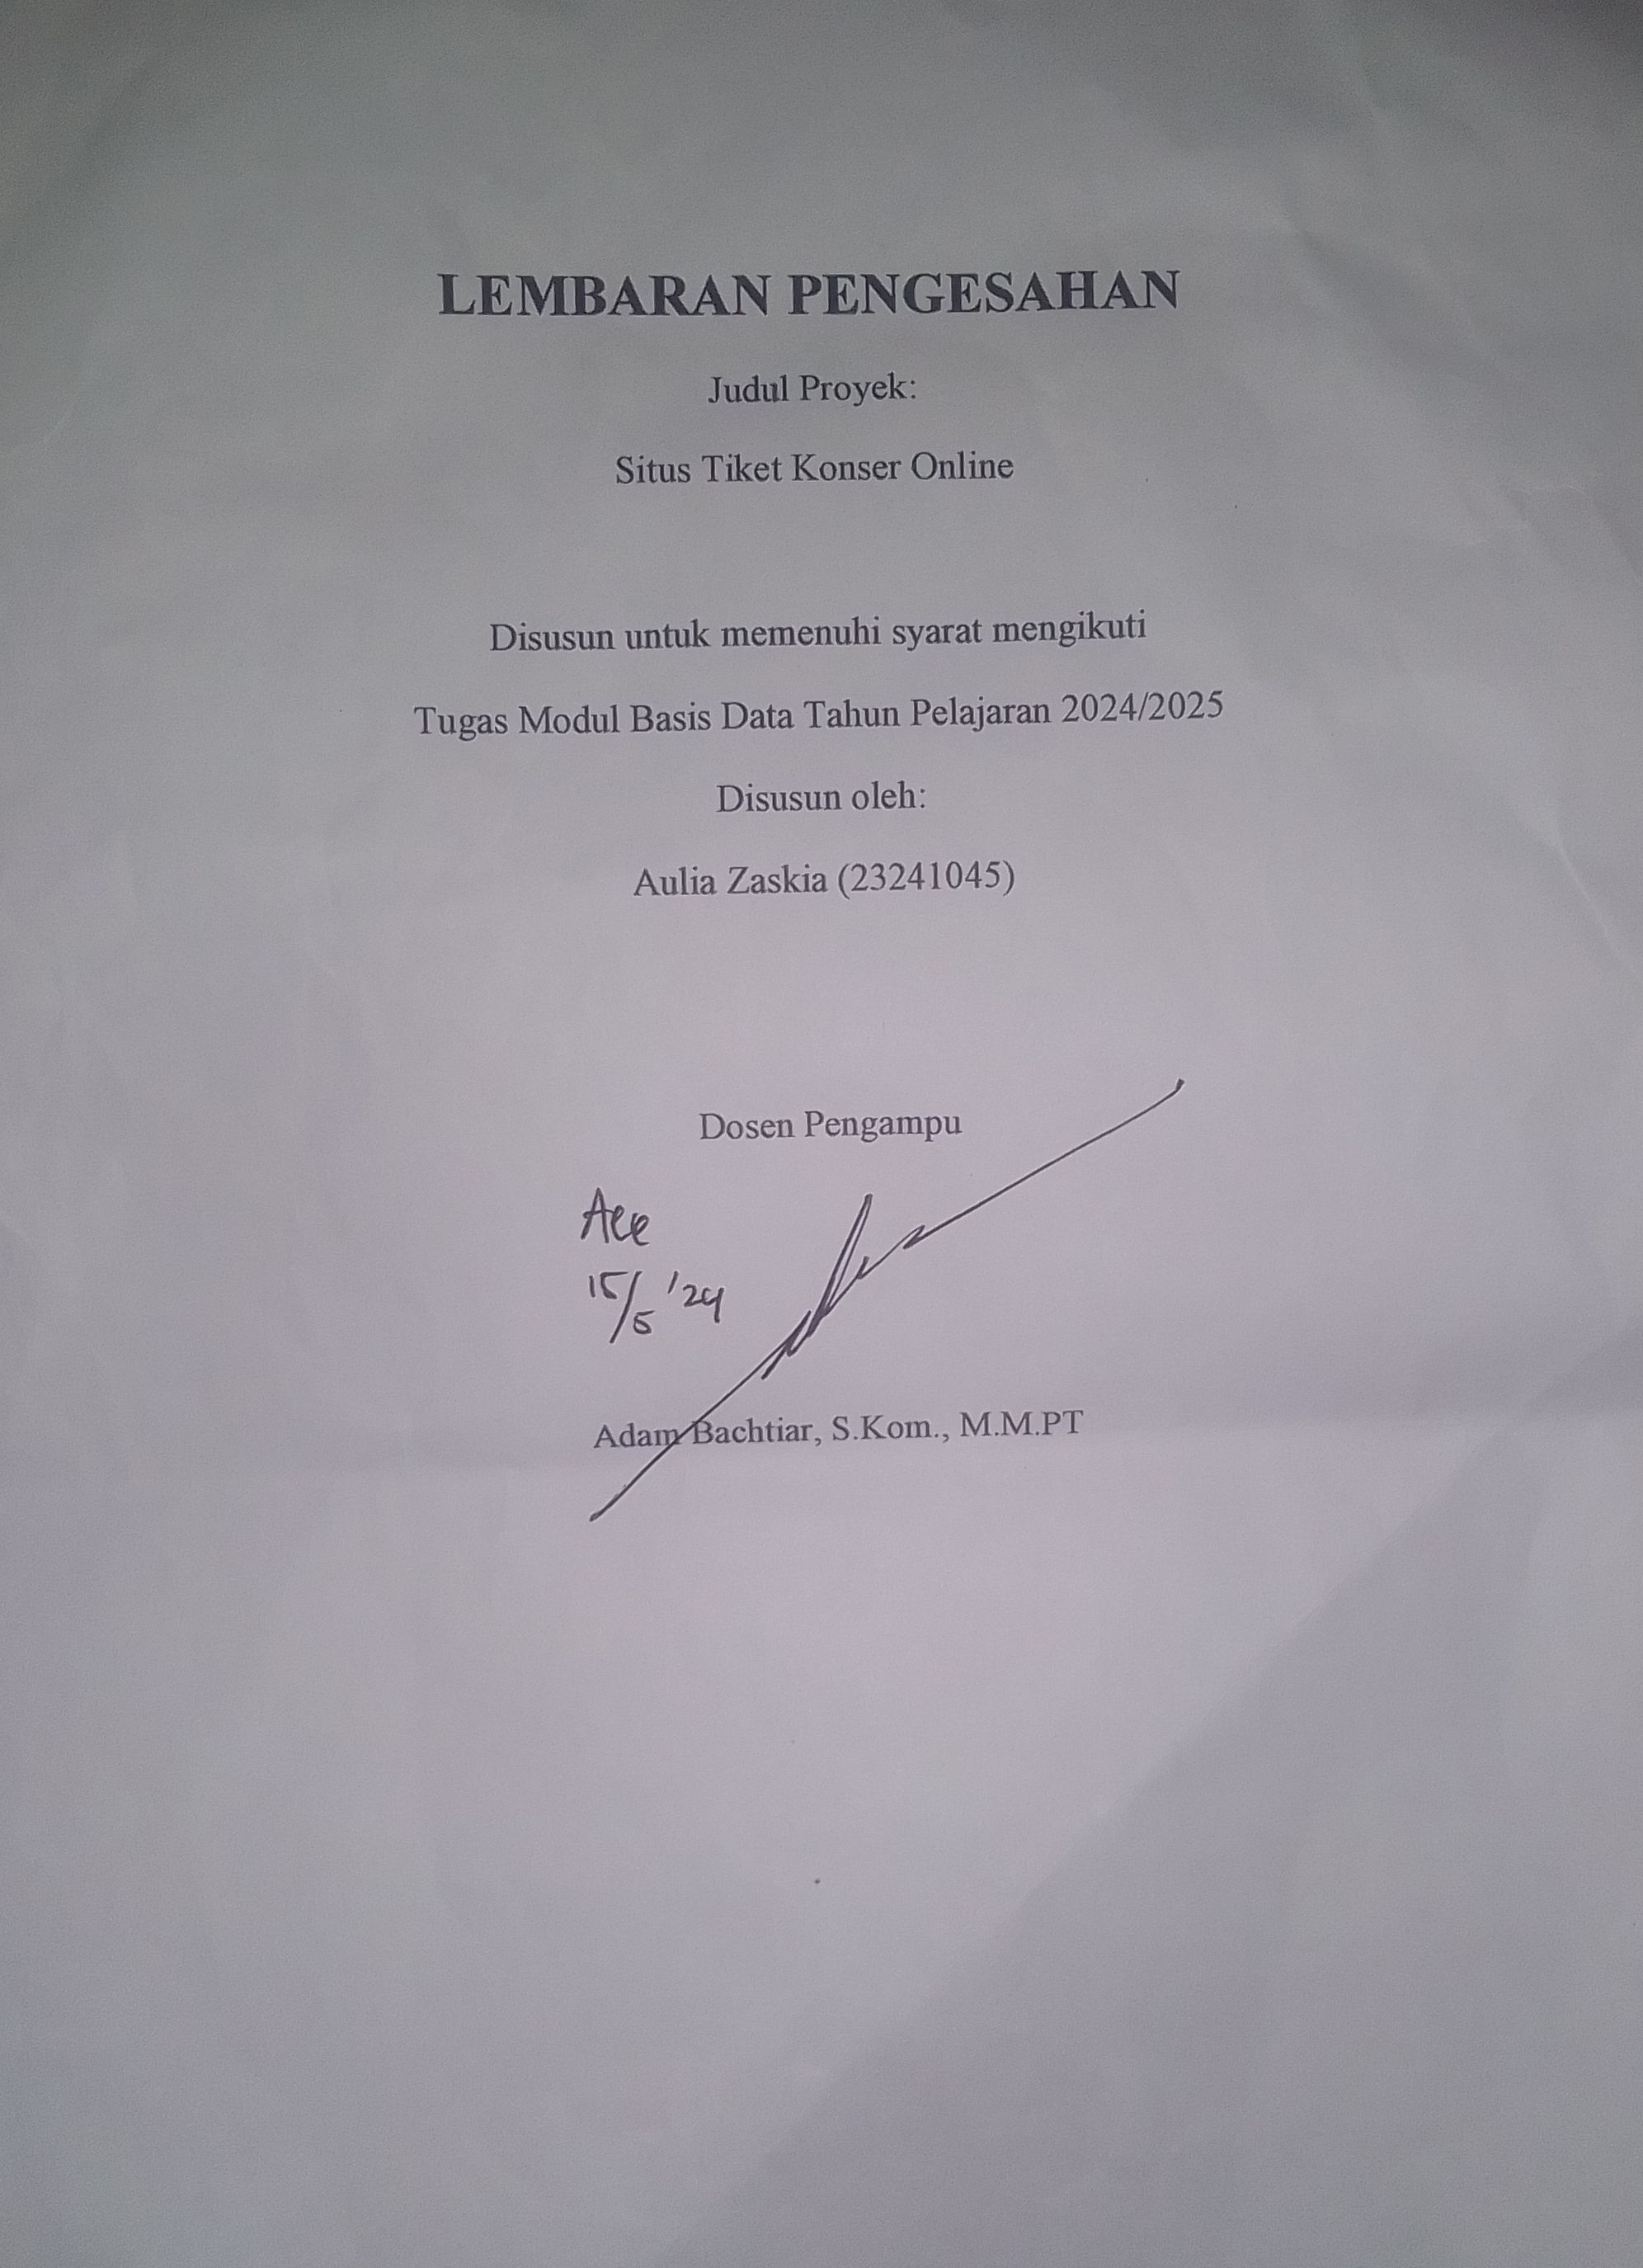 LEMBARAN PENGESAHAN
Judul Proyek:
Situs Tiket Konser Online
Disusun untuk memenuhi syarat mengikuti
Tugas Modul Basis Data Tahun Pelajaran 2024/2025
Disusun oleh:
Aulia Zaskia (23241045)
Dosen Pengampu
Acc
15/5 '24
Adam Bachtiar, S.Kom., M.M.PT